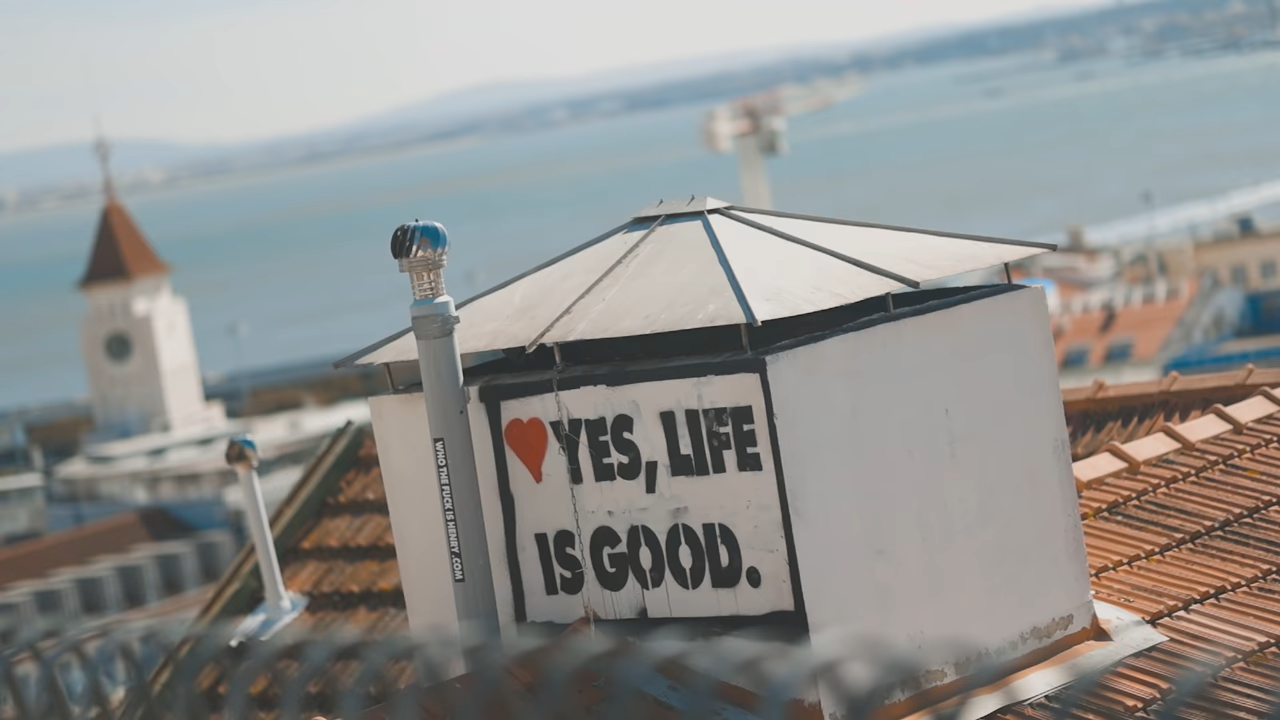 YES, LIFE
IS GOOD.
WHO THE FUCK IS HENRY .COM